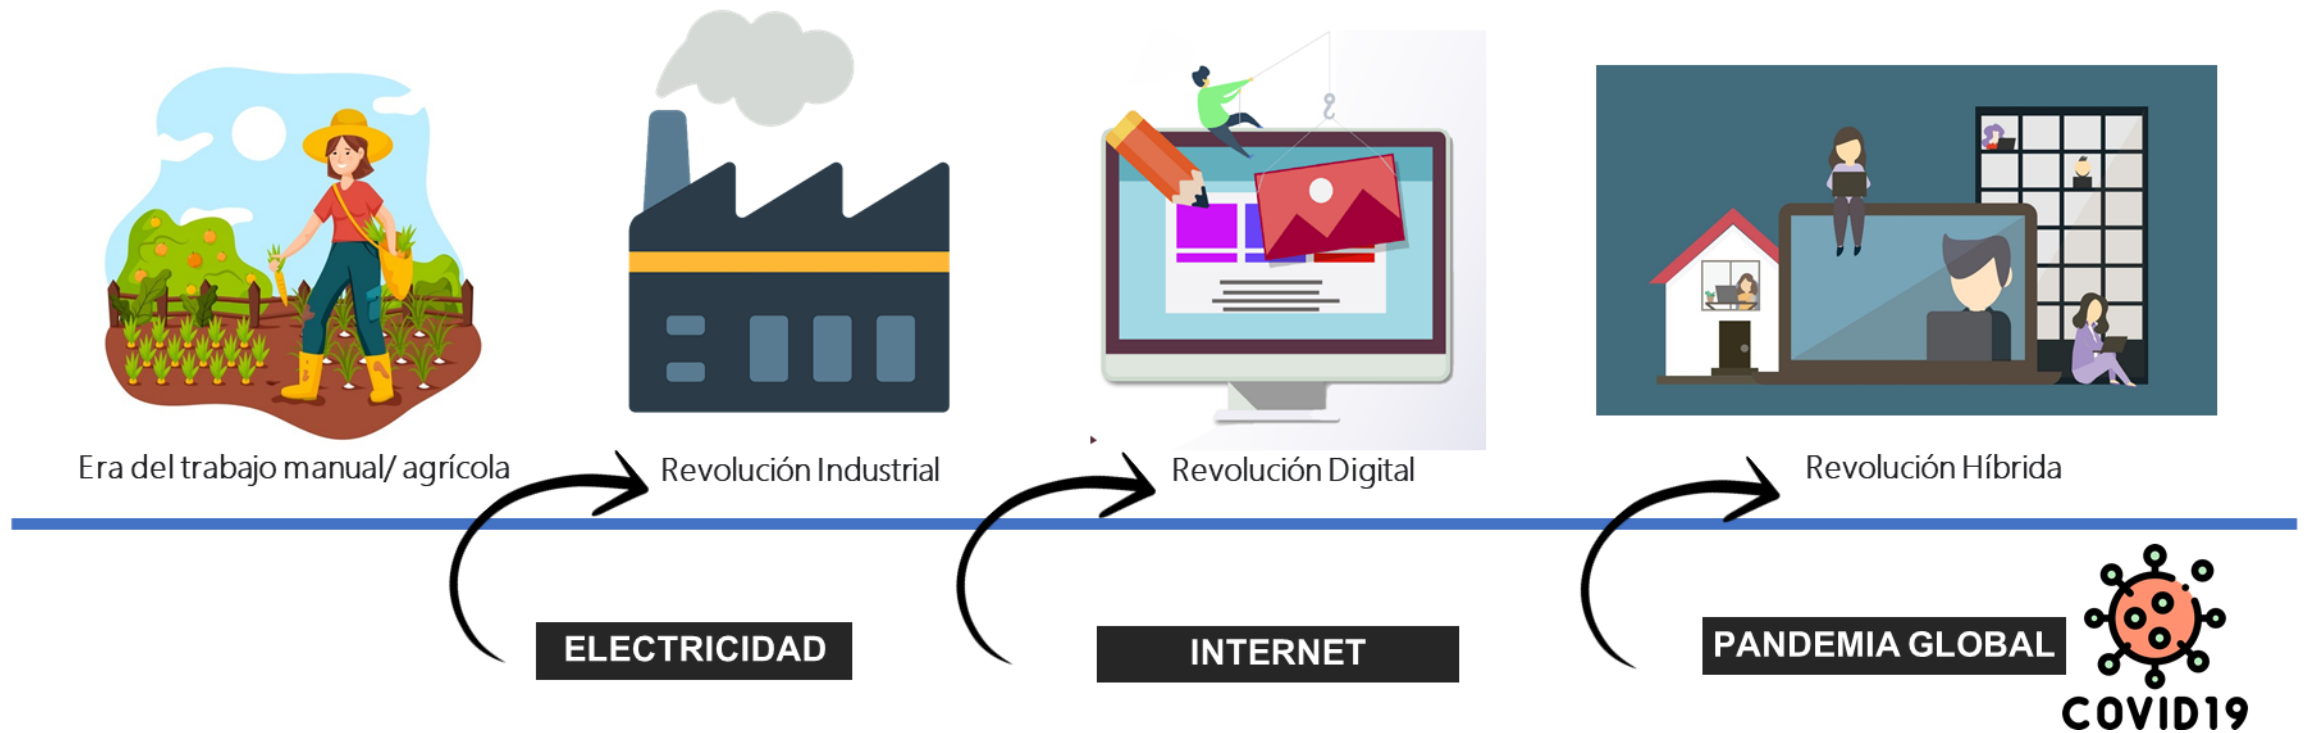 Era del trabajo manual/ agrícola
Revolución Industrial
Revolución Digital
Revolución Híbrida
ELECTRICIDAD
INTERNET
PANDEMIA GLOBAL
COVID19